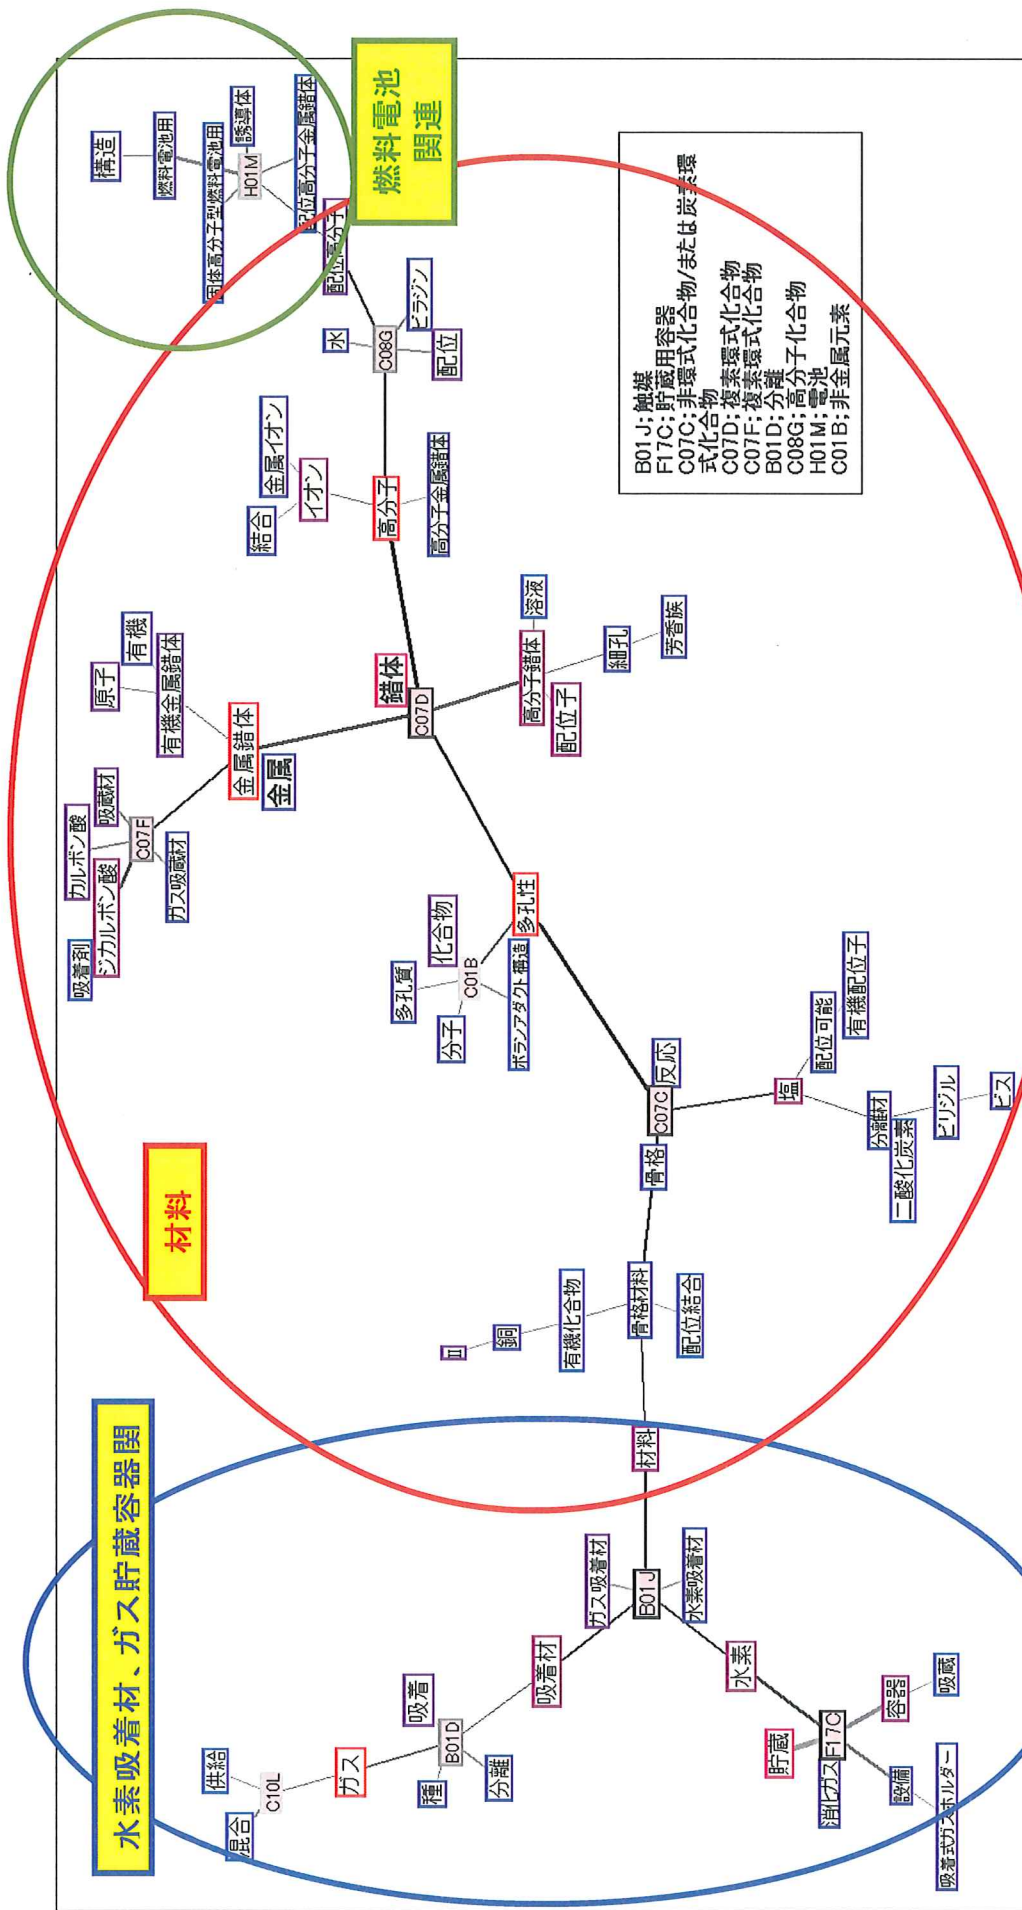 水素吸着材、ガス貯蔵容器関
材料
燃料電池
関連
混合
供給
C10L
ガス
種
吸着
B01D
分離
吸着材
ガス吸着材
B01J
水素吸着材
水素
貯蔵
消化ガス
F17C
容器
吸蔵
設備
吸着式ガスホルダー
材料
II
銅
有機化合物
骨格材料
配位結合
骨格
C07C
反応
塩
配位可能
有機配位子
分離材
二酸化炭素
ピリジル
ビス
多孔質
分子
C01B
化合物
ボランアダクト構造
多孔性
吸着剤
ジカルボン酸
カルボン酸
吸蔵材
C07F
ガス吸蔵材
金属錯体
金属
原子
有機
有機金属錯体
錯体
C07D
高分子錯体
溶液
配位子
細孔
芳香族
結合
金属イオン
イオン
高分子
高分子金属錯体
水
C08G
ピラジン
配位
配位高分子
配位高分子金属錯体
構造
燃料電池用
固体高分子型燃料電池用
H01M
誘導体
B01J;触媒
F17C;貯蔵用容器
C07C;非環式化合物/または炭素環
式化合物
C07D;複素環式化合物
C07F;複素環式化合物
B01D;分離
C08G;高分子化合物
H01M;電池
C01B;非金属元素